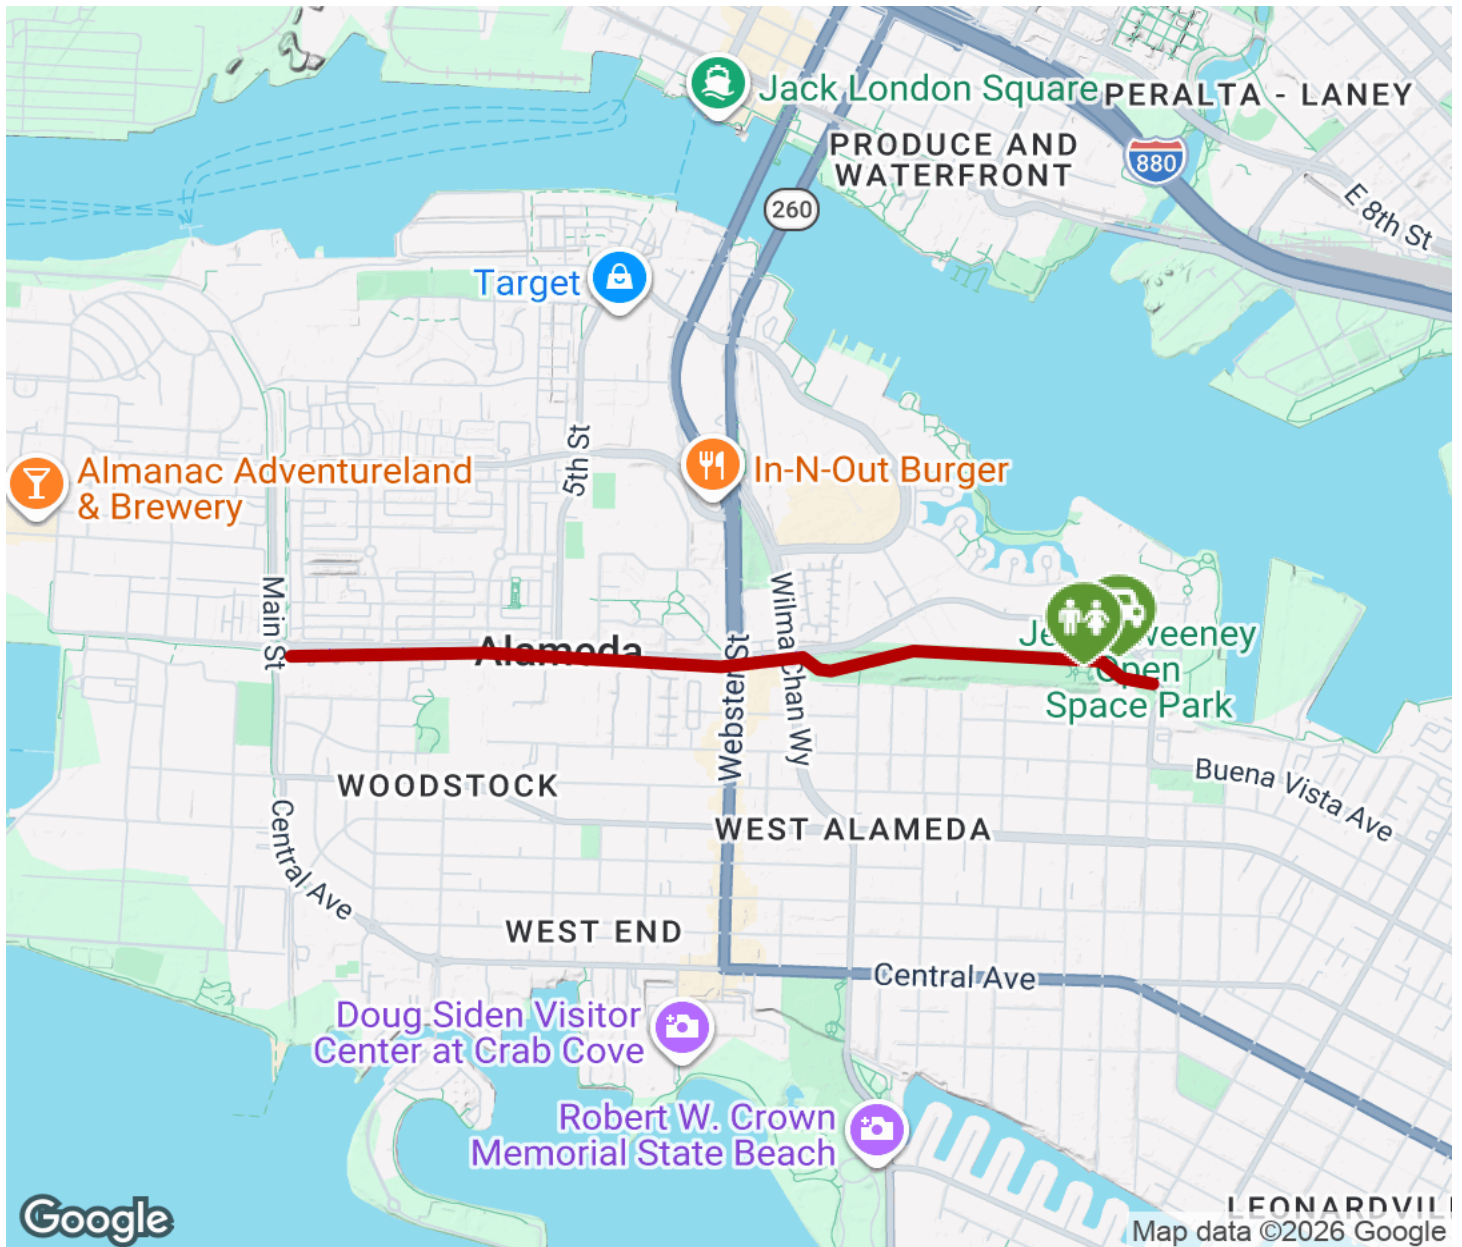 Jack London Square
PERALTA - LANEY
PRODUCE AND
WATERFRONT
880
260
E 8th St
Target
5th St
Almanac Adventureland
& Brewery
In-N-Out Burger
Main St
Alameda
Webster St
Wilma Chan Wy
Open
Space Park
Buena Vista Ave
WOODSTOCK
WEST ALAMEDA
Central Ave
WEST END
Central Ave
Doug Siden Visitor
Center at Crab Cove
Robert W. Crown
Memorial State Beach
LEONARDVIL
Google
Map data ©2026 Google